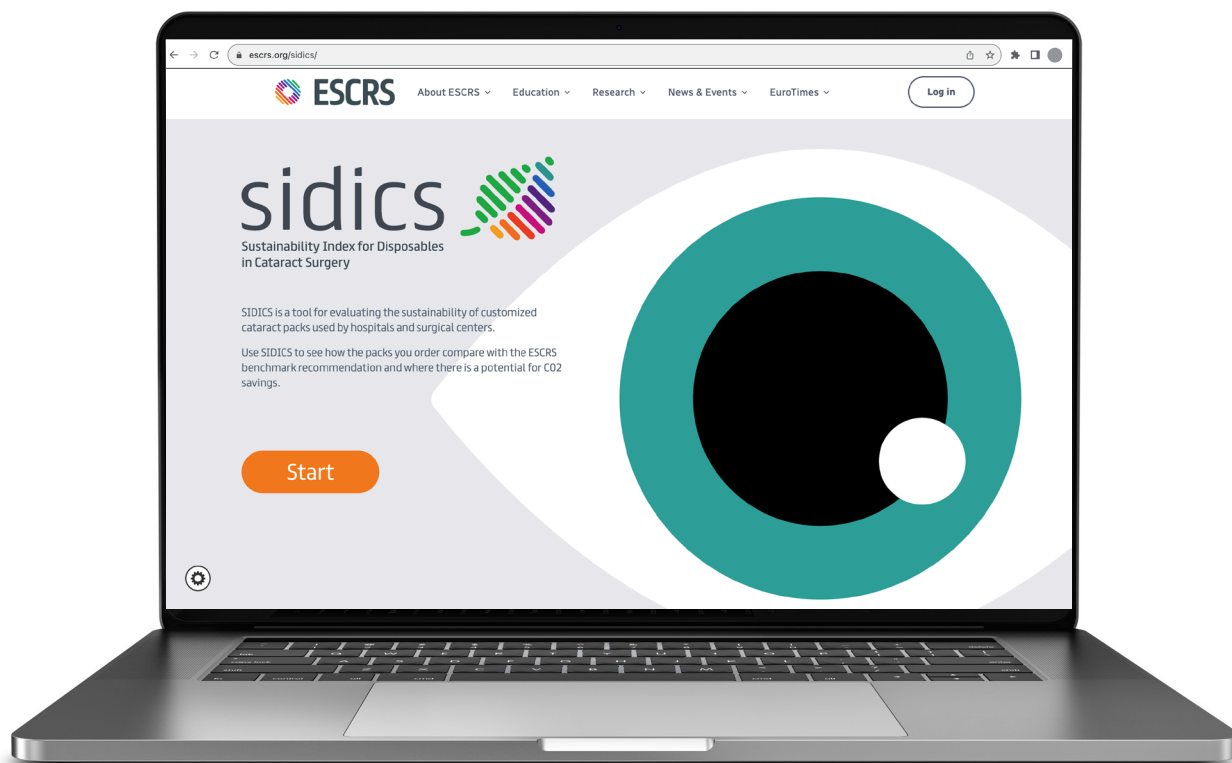 escrs.org/sidics/
ESCRS
About ESCRS
Education
Research
News & Events
EuroTimes
Log in
sidics
Sustainability Index for Disposables
in Cataract Surgery
SIDICS is a tool for evaluating the sustainability of customized
cataract packs used by hospitals and surgical centers.
Use SIDICS to see how the packs you order compare with the ESCRS
benchmark recommendation and where there is a potential for CO2
savings.
Start